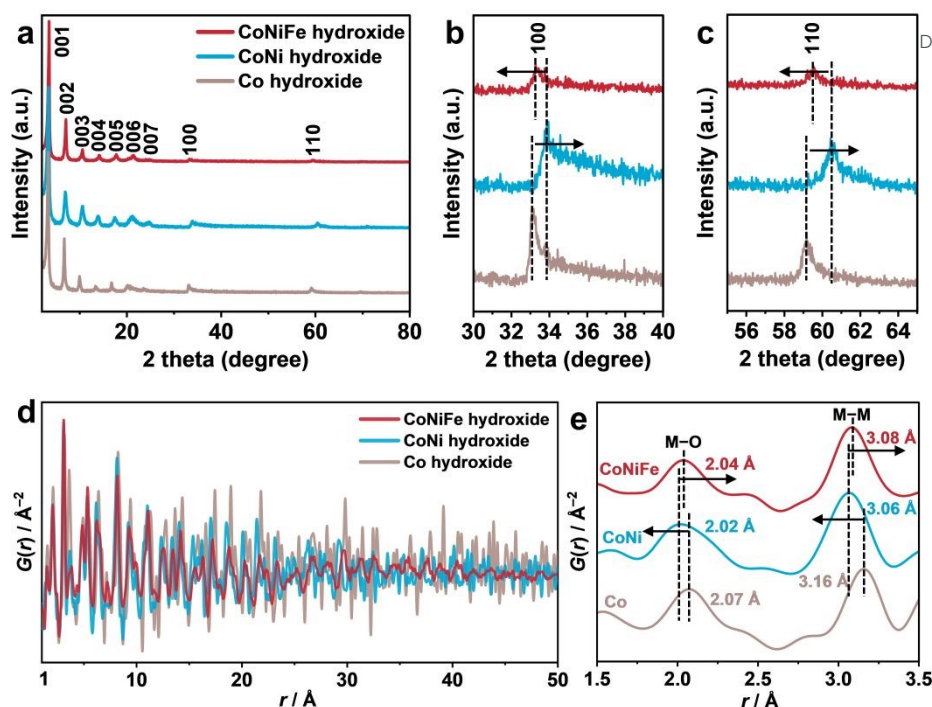 a
CoNiFe hydroxide
CoNi hydroxide
Co hydroxide
001
002
003
004
005
006
007
100
110
Intensity (a.u.)
20 40 60 80
2 theta (degree)
b
100
Intensity (a.u.)
30 32 34 36 38 40
2 theta (degree)
c
110
D
Intensity (a.u.)
56 58 60 62 64
2 theta (degree)
d
CoNiFe hydroxide
CoNi hydroxide
Co hydroxide
G(r) / Å⁻²
1 10 20 30 40 50
r / Å
e
M–O
M–M
CoNiFe
2.04 Å
3.08 Å
CoNi
2.02 Å
3.06 Å
Co
2.07 Å
3.16 Å
G(r) / Å⁻²
1.5 2.0 2.5 3.0 3.5
r / Å